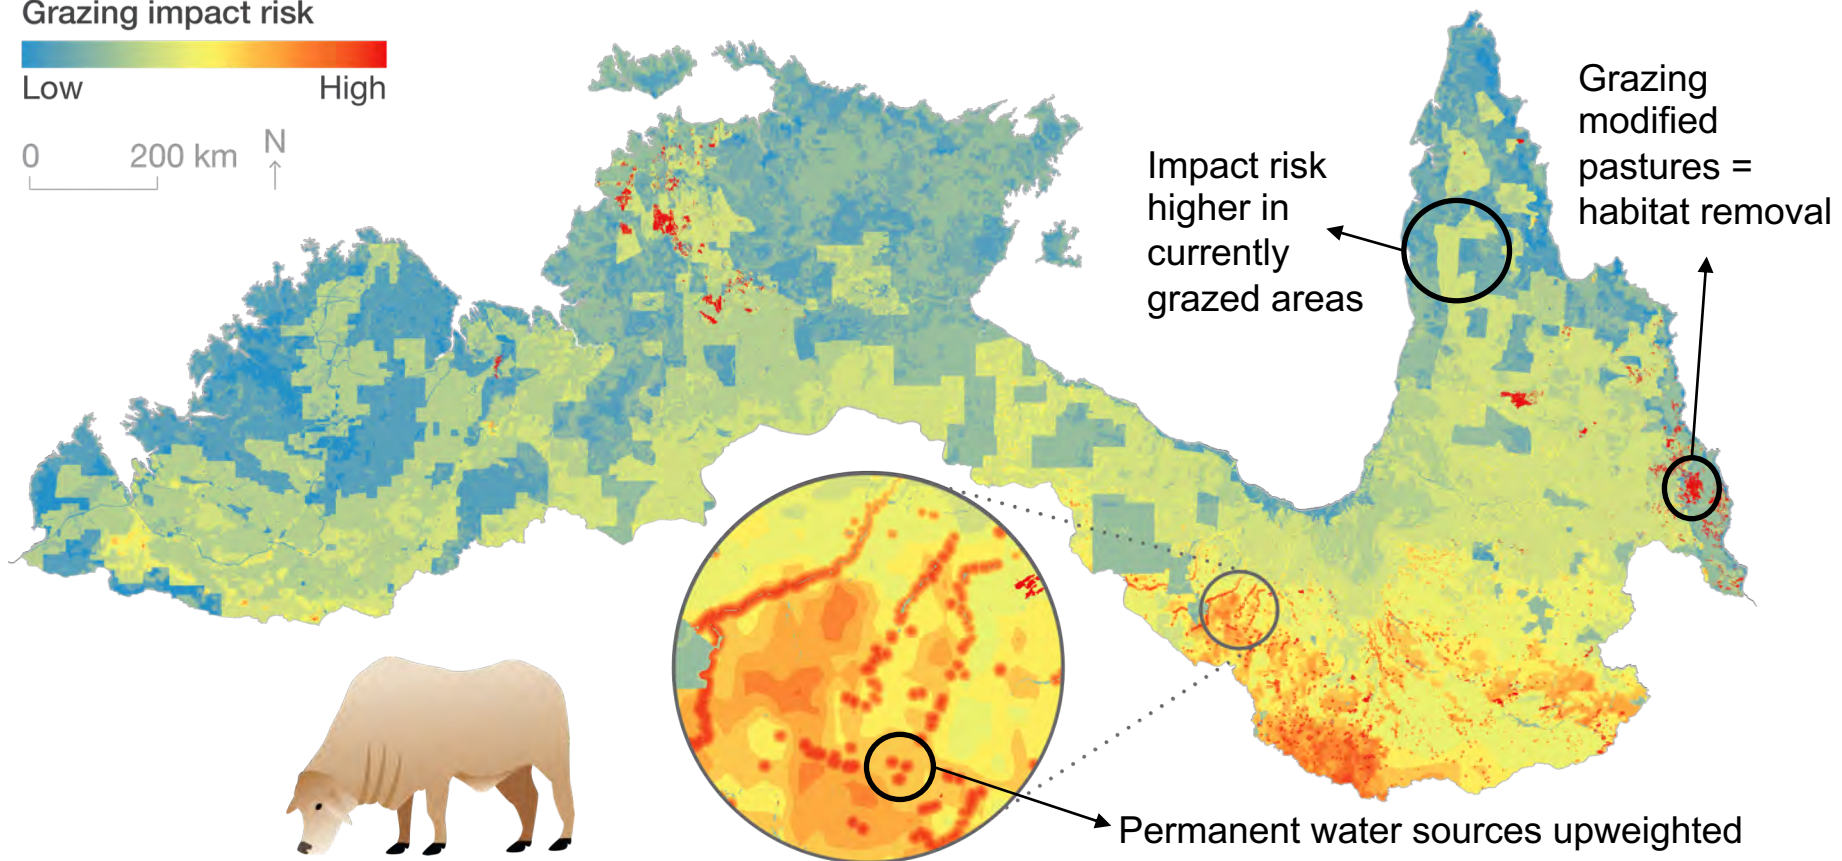 Grazing impact risk
Low High
0 200 km N
Grazing
modified
pastures =
habitat removal
Impact risk
higher in
currently
grazed areas
Permanent water sources upweighted